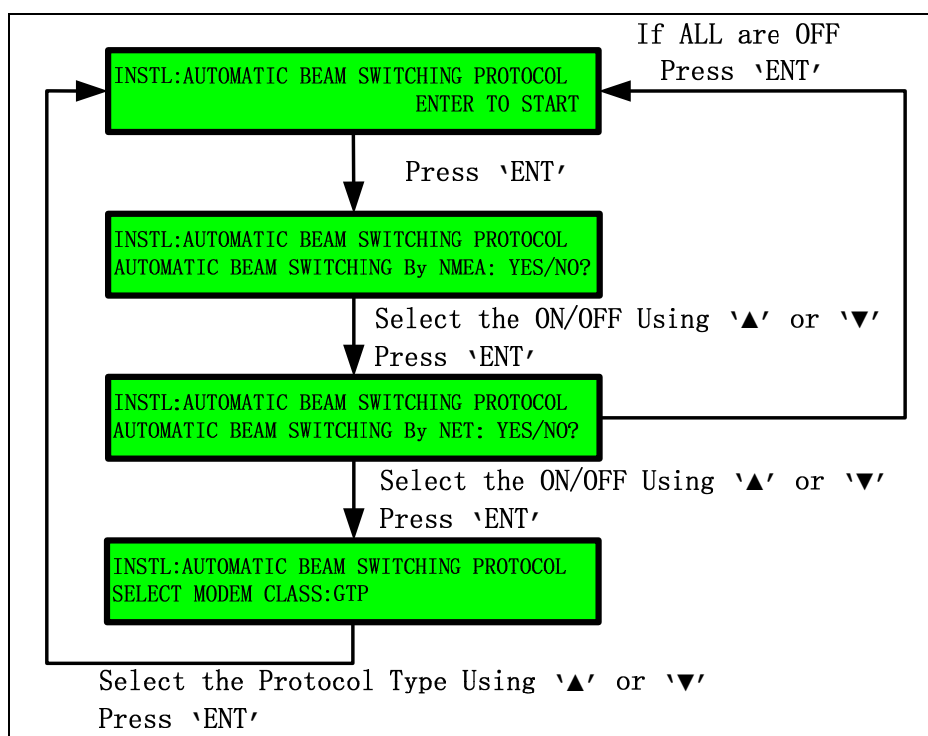 If ALL are OFF
Press ‵ENT′
INSTL:AUTOMATIC BEAM SWITCHING PROTOCOL
ENTER TO START
Press ‵ENT′
INSTL:AUTOMATIC BEAM SWITCHING PROTOCOL
AUTOMATIC BEAM SWITCHING By NMEA: YES/NO?
Select the ON/OFF Using ‵▲′ or ‵▼′
Press ‵ENT′
INSTL:AUTOMATIC BEAM SWITCHING PROTOCOL
AUTOMATIC BEAM SWITCHING By NET: YES/NO?
Select the ON/OFF Using ‵▲′ or ‵▼′
Press ‵ENT′
INSTL:AUTOMATIC BEAM SWITCHING PROTOCOL
SELECT MODEM CLASS:GTP
Select the Protocol Type Using ‵▲′ or ‵▼′
Press ‵ENT′